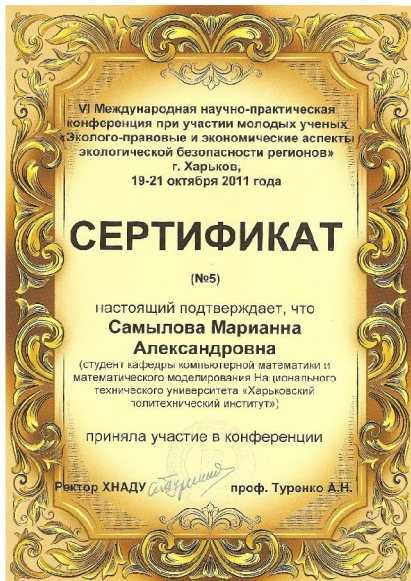 VI Международная научно-практическая
конференция при участии молодых ученых
«Эколого-правовые и экономические аспекты
экологической безопасности регионов»
г. Харьков,
19-21 октября 2011 года
СЕРТИФИКАТ
(№5)
настоящий подтверждает, что
Самылова Марианна
Александровна
(студент кафедры компьютерной математики и
математического моделирования Национального
технического университета «Харьковский
политехнический институт»)
приняла участие в конференции
Ректор ХНАДУ проф. Туренко А.Н.